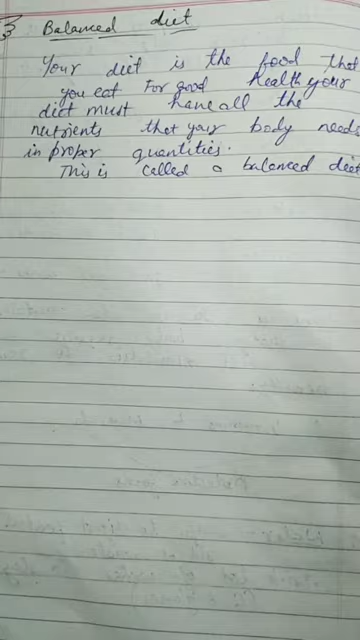 3 Balanced diet
Your diet is the food that
you eat For good Health your
diet must have all the
nutrients that your body needs
in proper quantities.
This is called a balanced diet